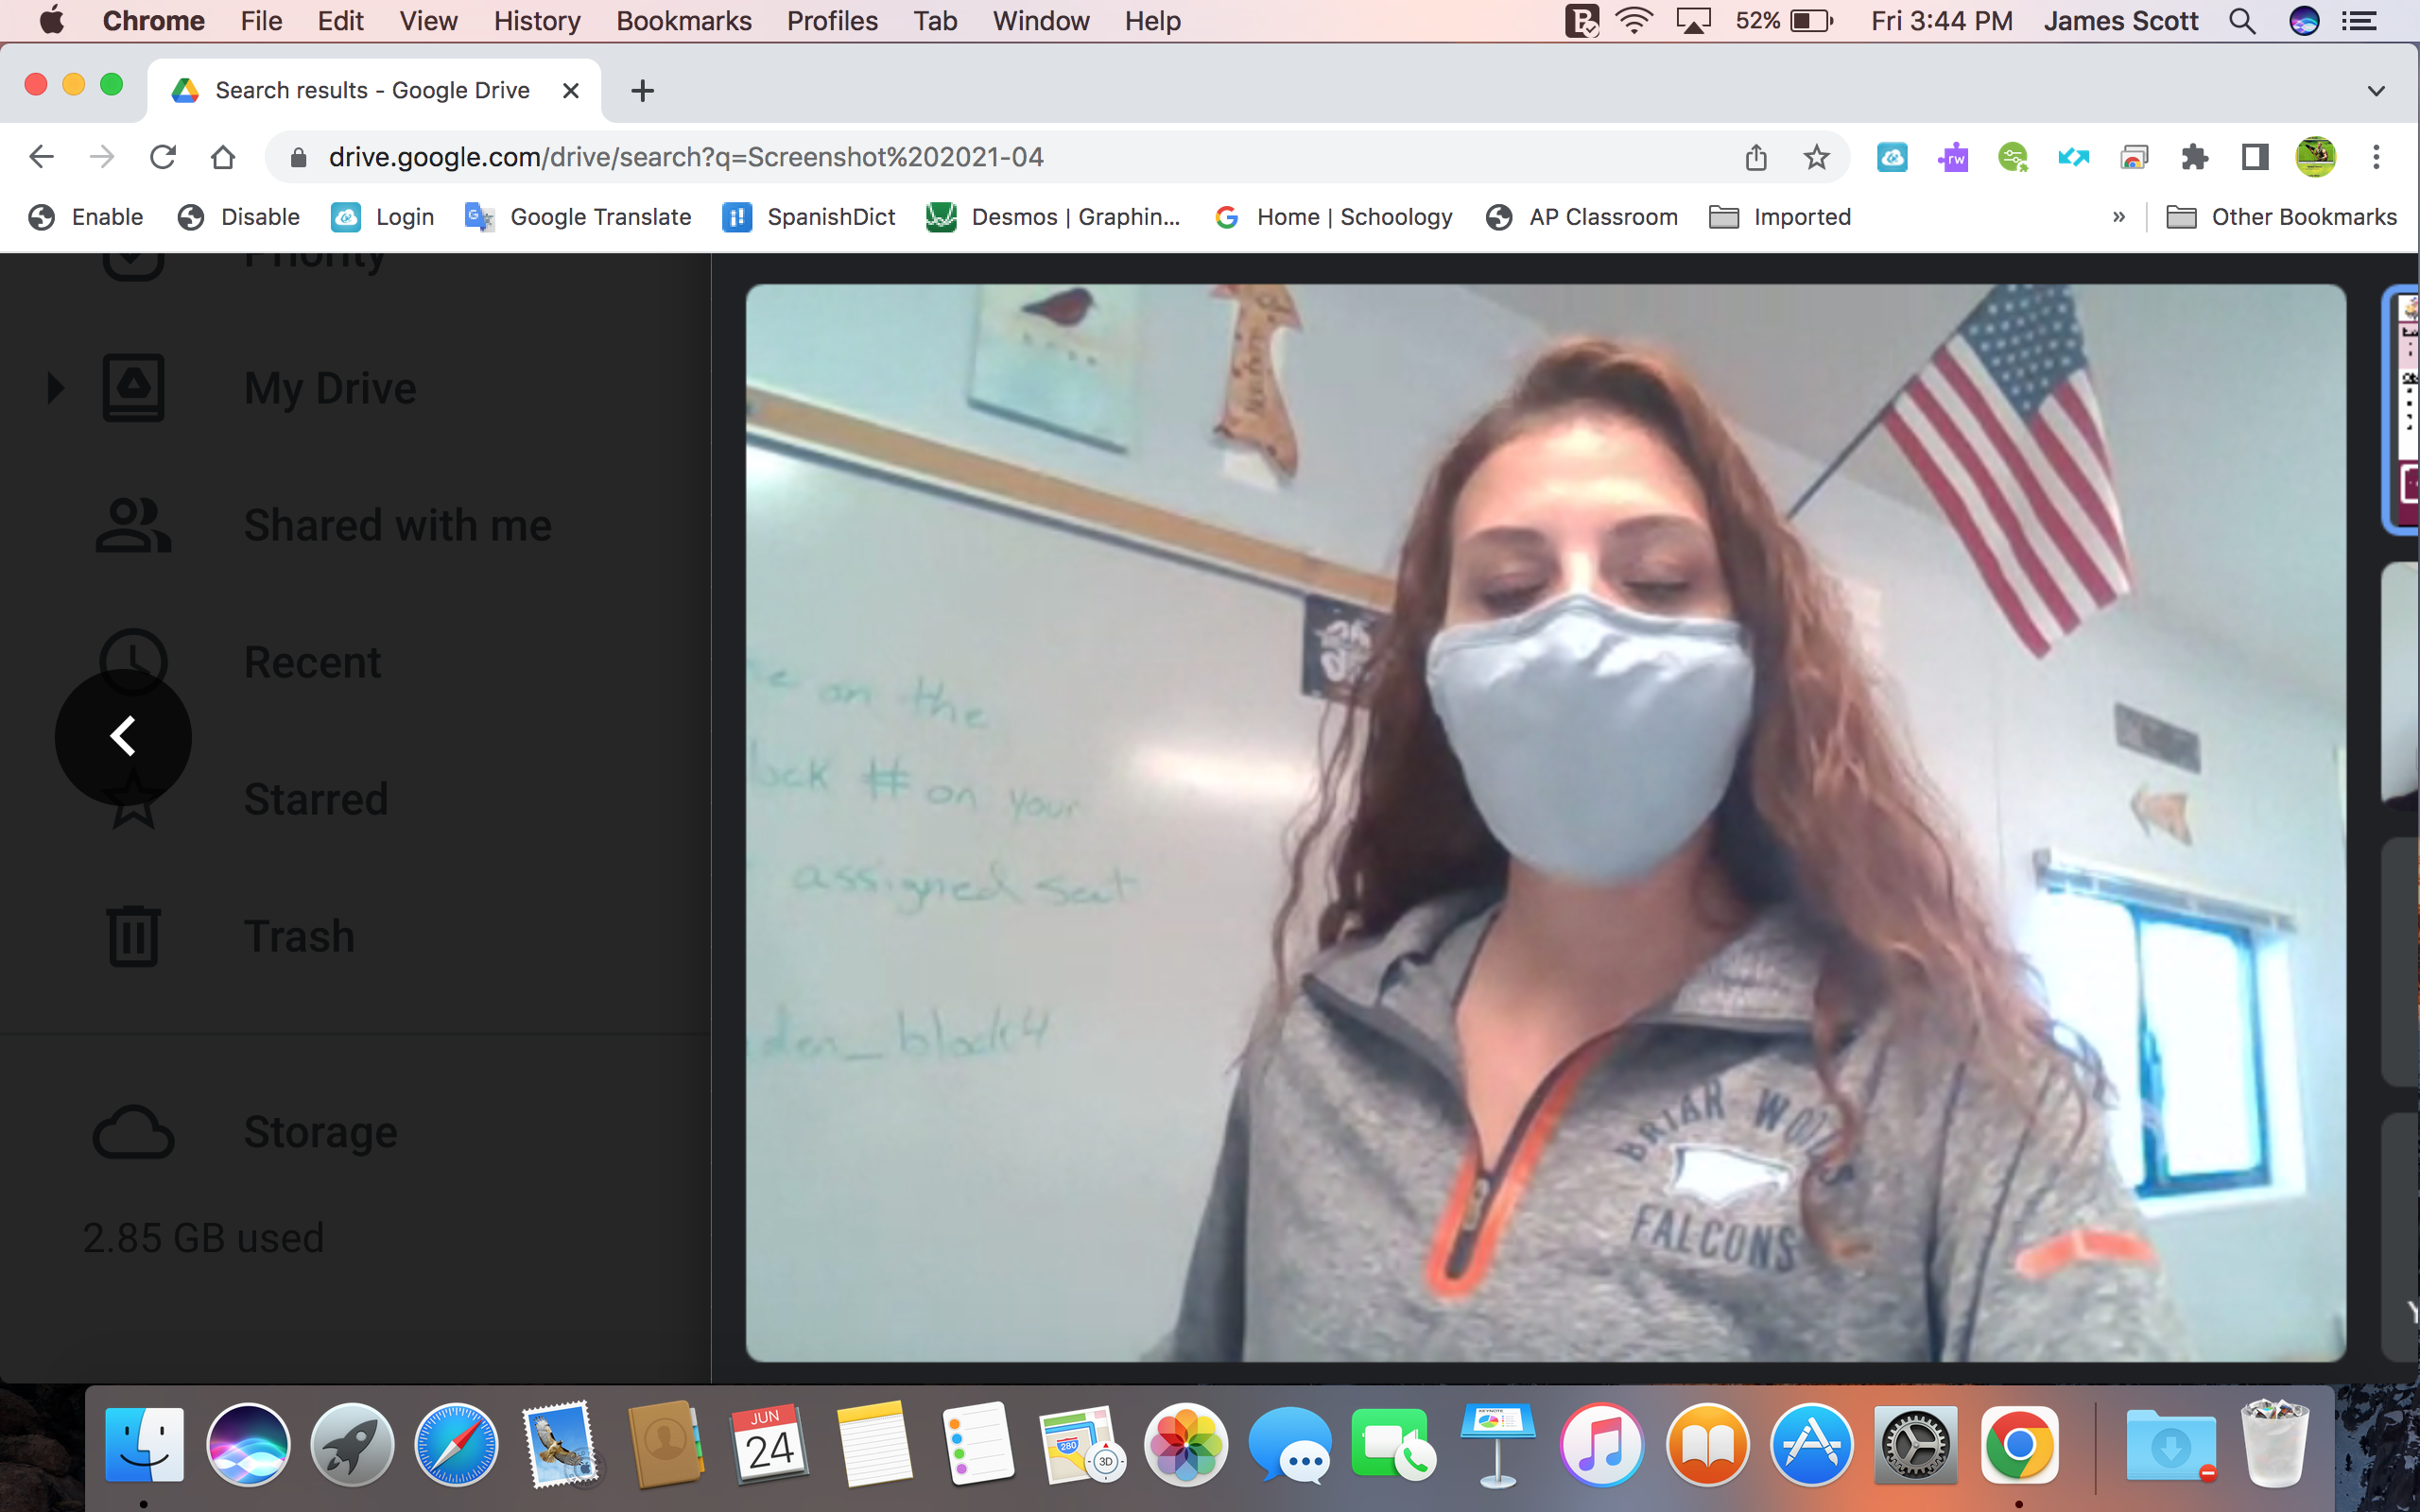 Chrome File Edit View History Bookmarks Profiles Tab Window Help 52% Fri 3:44 PM James Scott
Search results - Google Drive
drive.google.com/drive/search?q=Screenshot%202021-04
Enable Disable Login Google Translate SpanishDict Desmos | Graphin... Home | Schoology AP Classroom Imported » Other Bookmarks
Priority
My Drive
Shared with me
Recent
Starred
Trash
Storage
2.85 GB used
on the
# on your
assigned seat
den_block4
BRIAR WOODS
FALCONS
JUN
24
280
3D